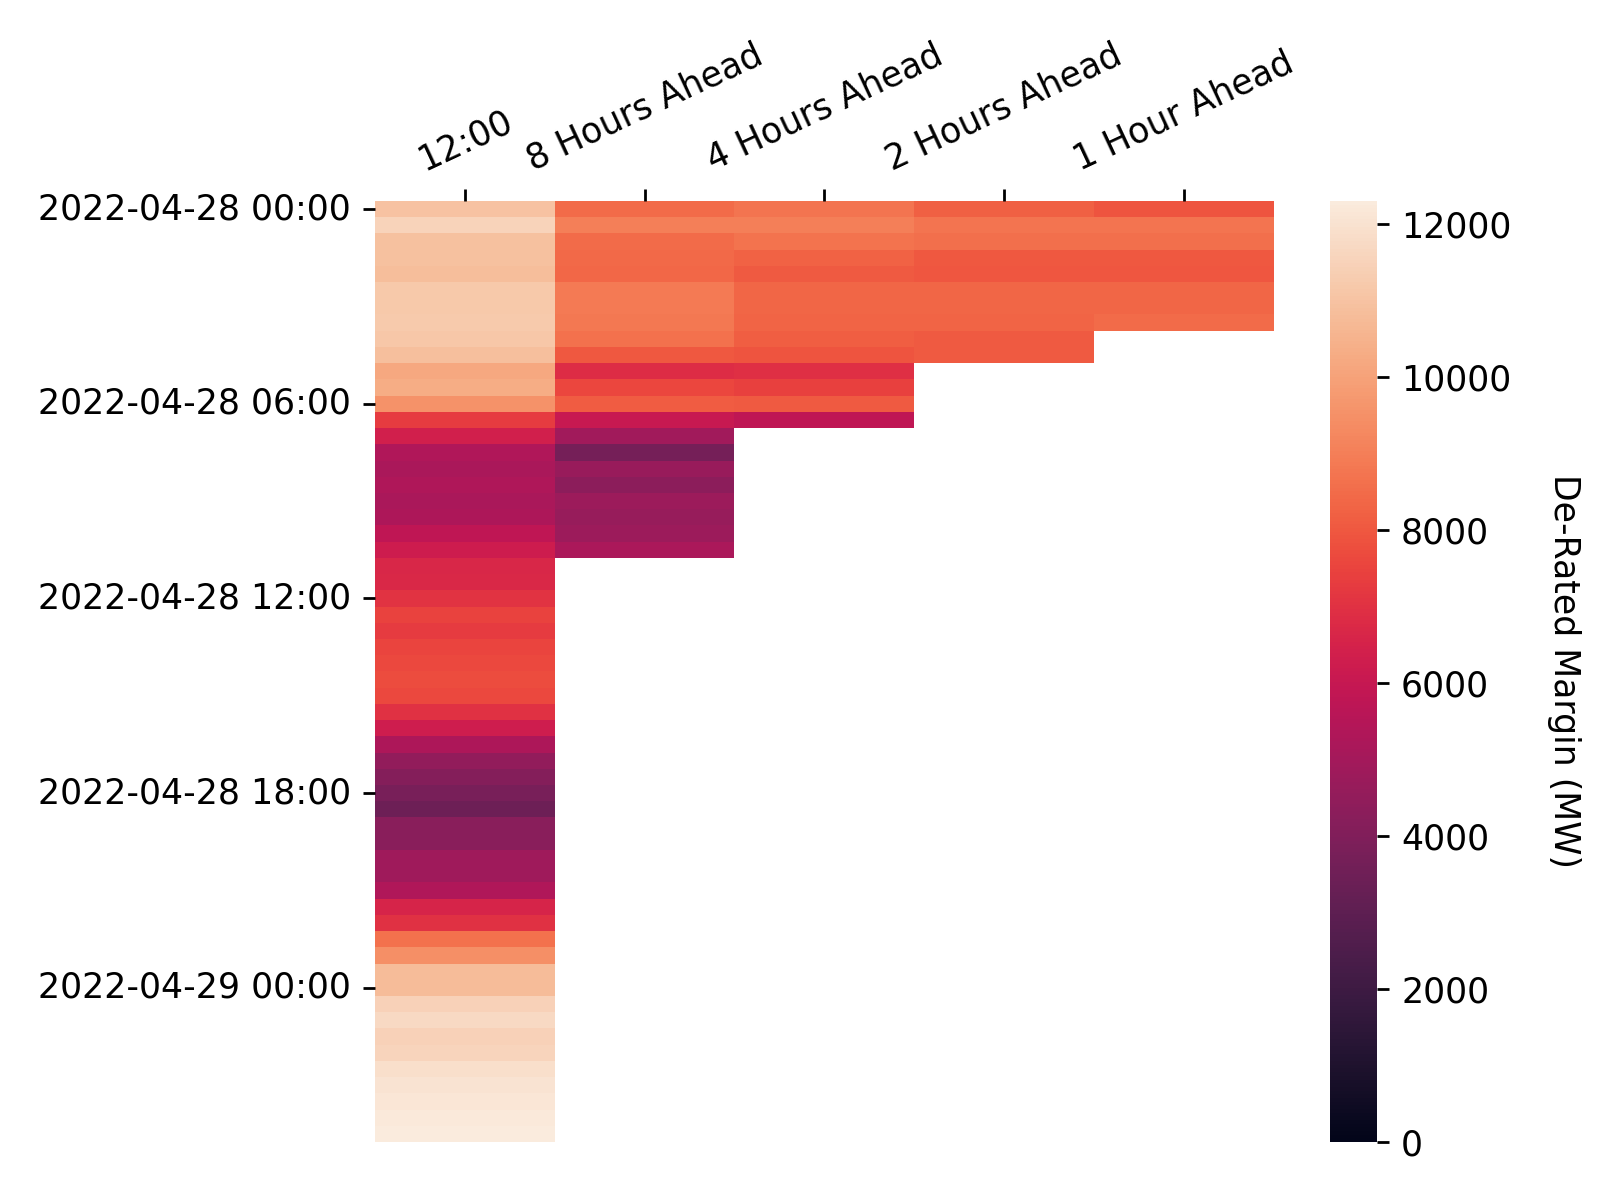 12:00
8 Hours Ahead
4 Hours Ahead
2 Hours Ahead
1 Hour Ahead
2022-04-28 00:00
2022-04-28 06:00
2022-04-28 12:00
2022-04-28 18:00
2022-04-29 00:00
12000
10000
8000
6000
4000
2000
0
De-Rated Margin (MW)